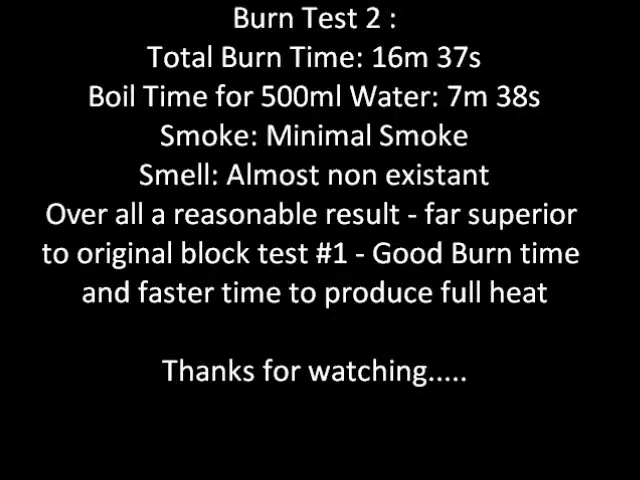 Burn Test 2 :
Total Burn Time: 16m 37s
Boil Time for 500ml Water: 7m 38s
Smoke: Minimal Smoke
Smell: Almost non existant
Over all a reasonable result - far superior
to original block test #1 - Good Burn time
and faster time to produce full heat
Thanks for watching.....